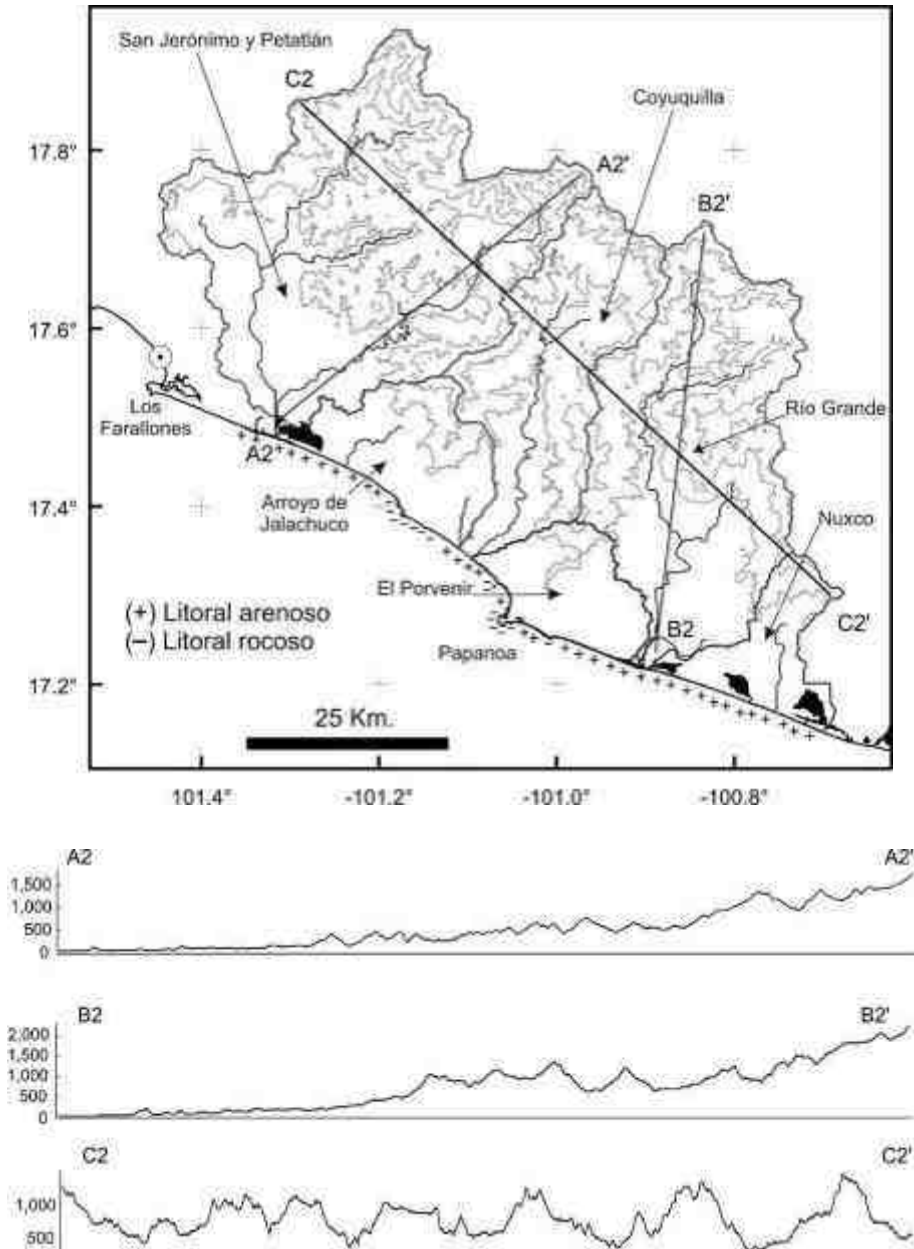 San Jerónimo y Petatlán
C2
Coyuquilla
17.8°
A2'
B2'
17.6°
Los
Farallones
Río Grande
A2
17.4°
Arroyo de
Jalachuco
Nuxco
El Porvenir
(+) Litoral arenoso
(−) Litoral rocoso
B2
C2'
Papanoa
17.2°
25 Km.
101.4° -101.2° -101.0° -100.8°
A2 A2'
1,500
1,000
500
0
B2 B2'
2,000
1,500
1,000
500
0
C2 C2'
1,000
500